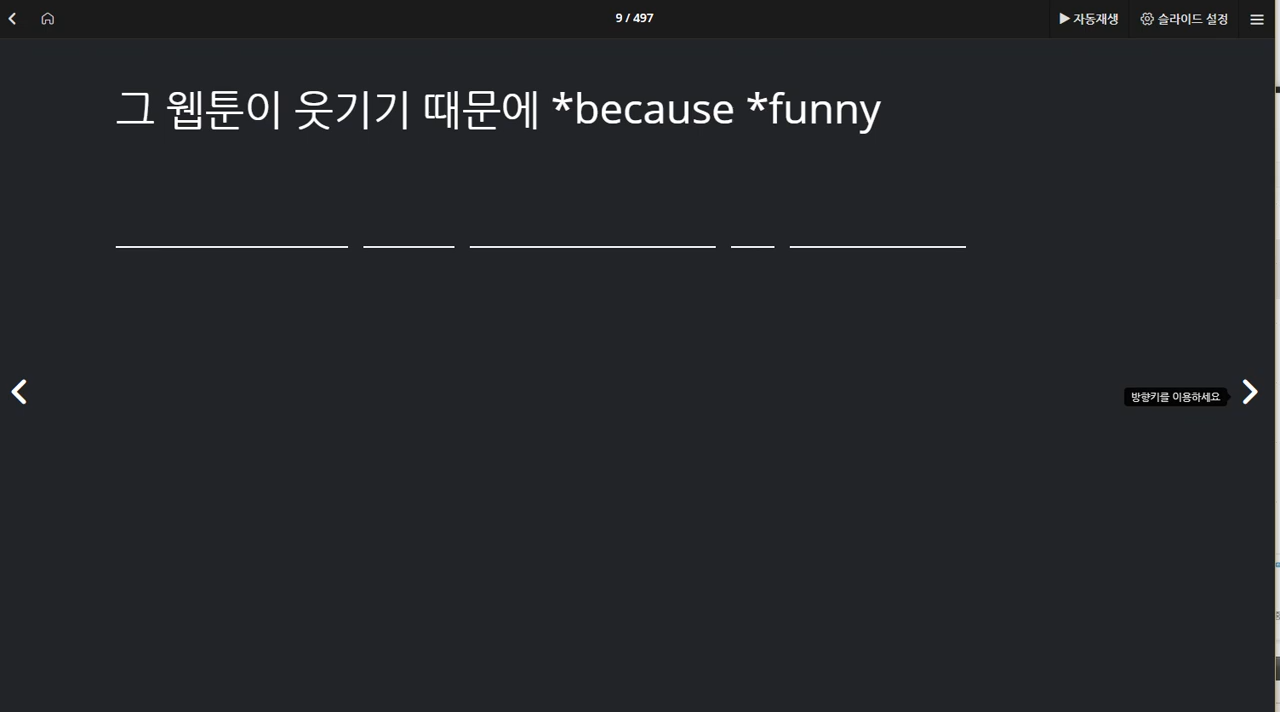 9 / 497
▶ 자동재생
슬라이드 설정
그 웹툰이 웃기기 때문에 *because *funny
방향키를 이용하세요